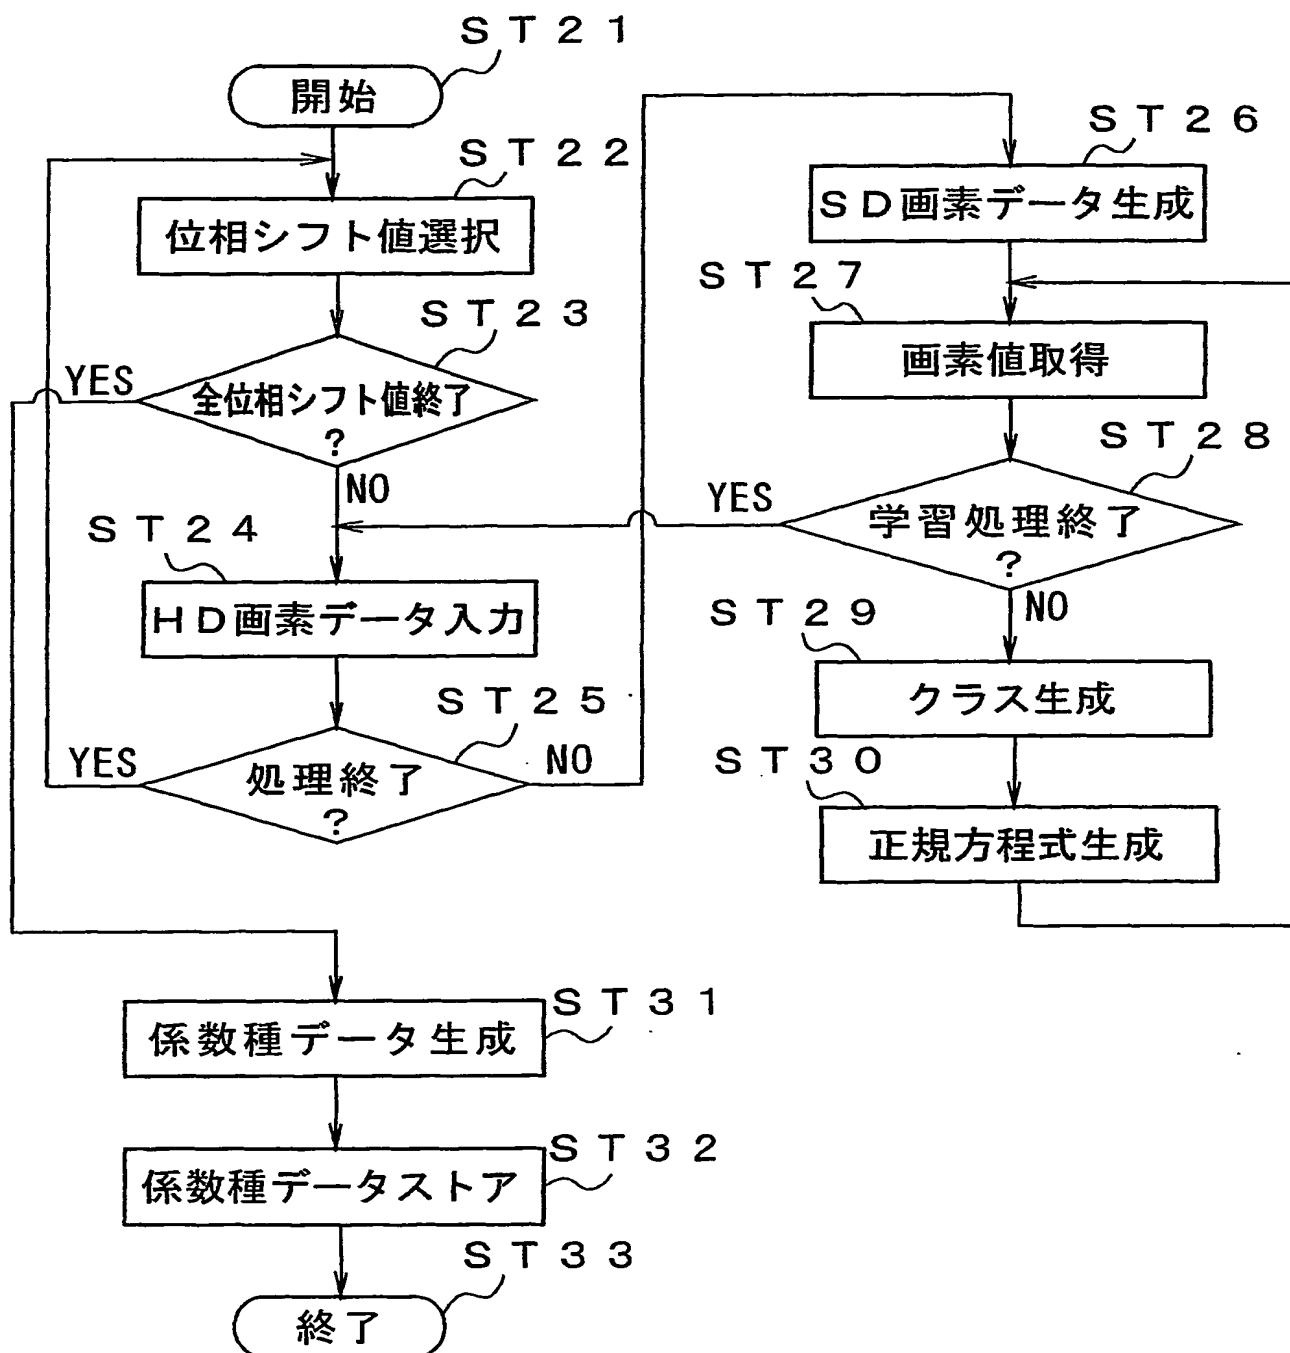 ST21
開始
ST22
位相シフト値選択
ST23
全位相シフト値終了
?
YES
NO
ST24
HD画素データ入力
ST25
処理終了
?
YES
NO
ST26
SD画素データ生成
ST27
画素値取得
ST28
学習処理終了
?
YES
NO
ST29
クラス生成
ST30
正規方程式生成
ST31
係数種データ生成
ST32
係数種データストア
ST33
終了